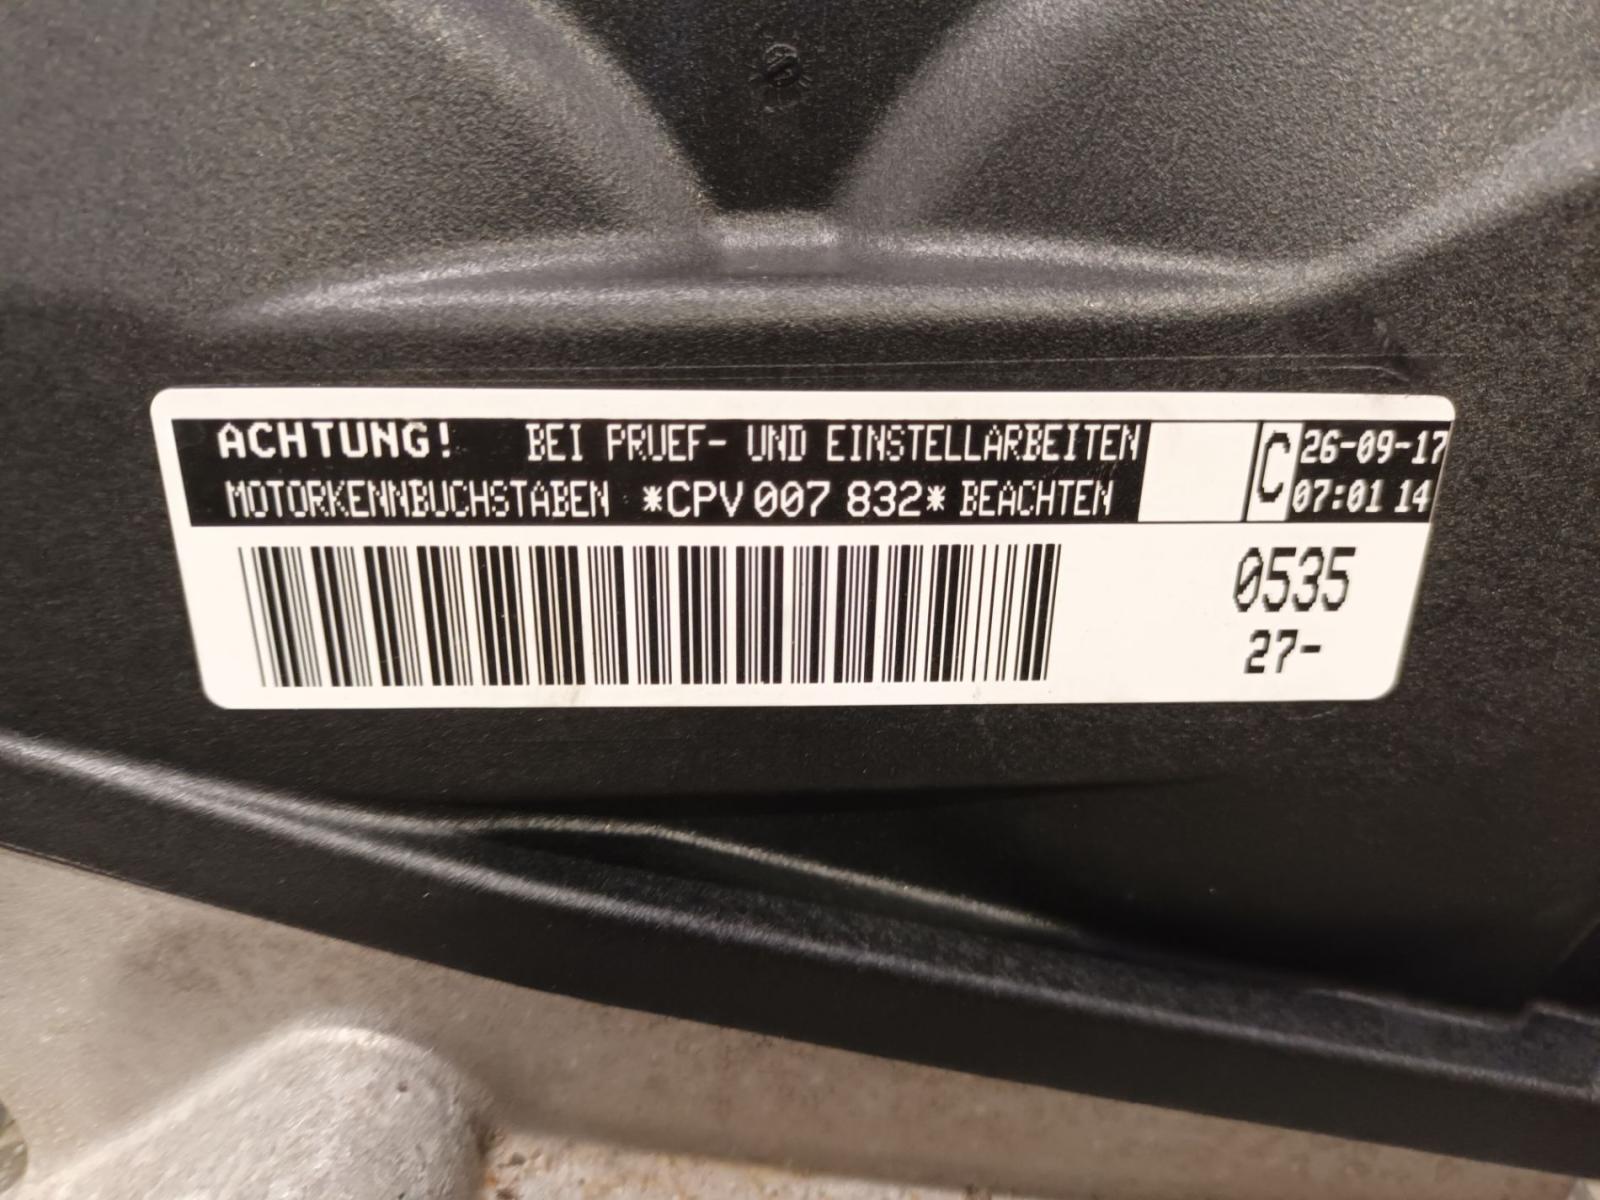 ACHTUNG! BEI PRUEF- UND EINSTELLARBEITEN C 26-09-17
MOTORKENNBUCHSTABEN *CPV 007 832* BEACHTEN 07:01 14
0535
27-